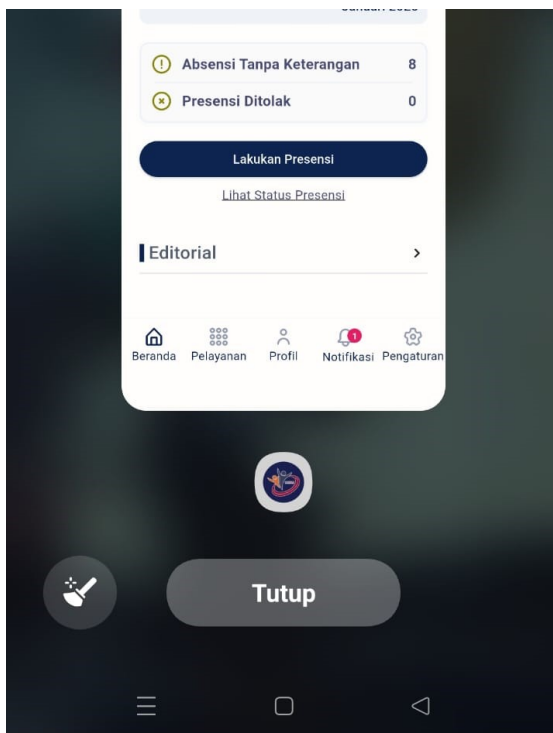 Absensi Tanpa Keterangan 8
Presensi Ditolak 0
Lakukan Presensi
Lihat Status Presensi
Editorial
1
Beranda Pelayanan Profil Notifikasi Pengaturan
Tutup